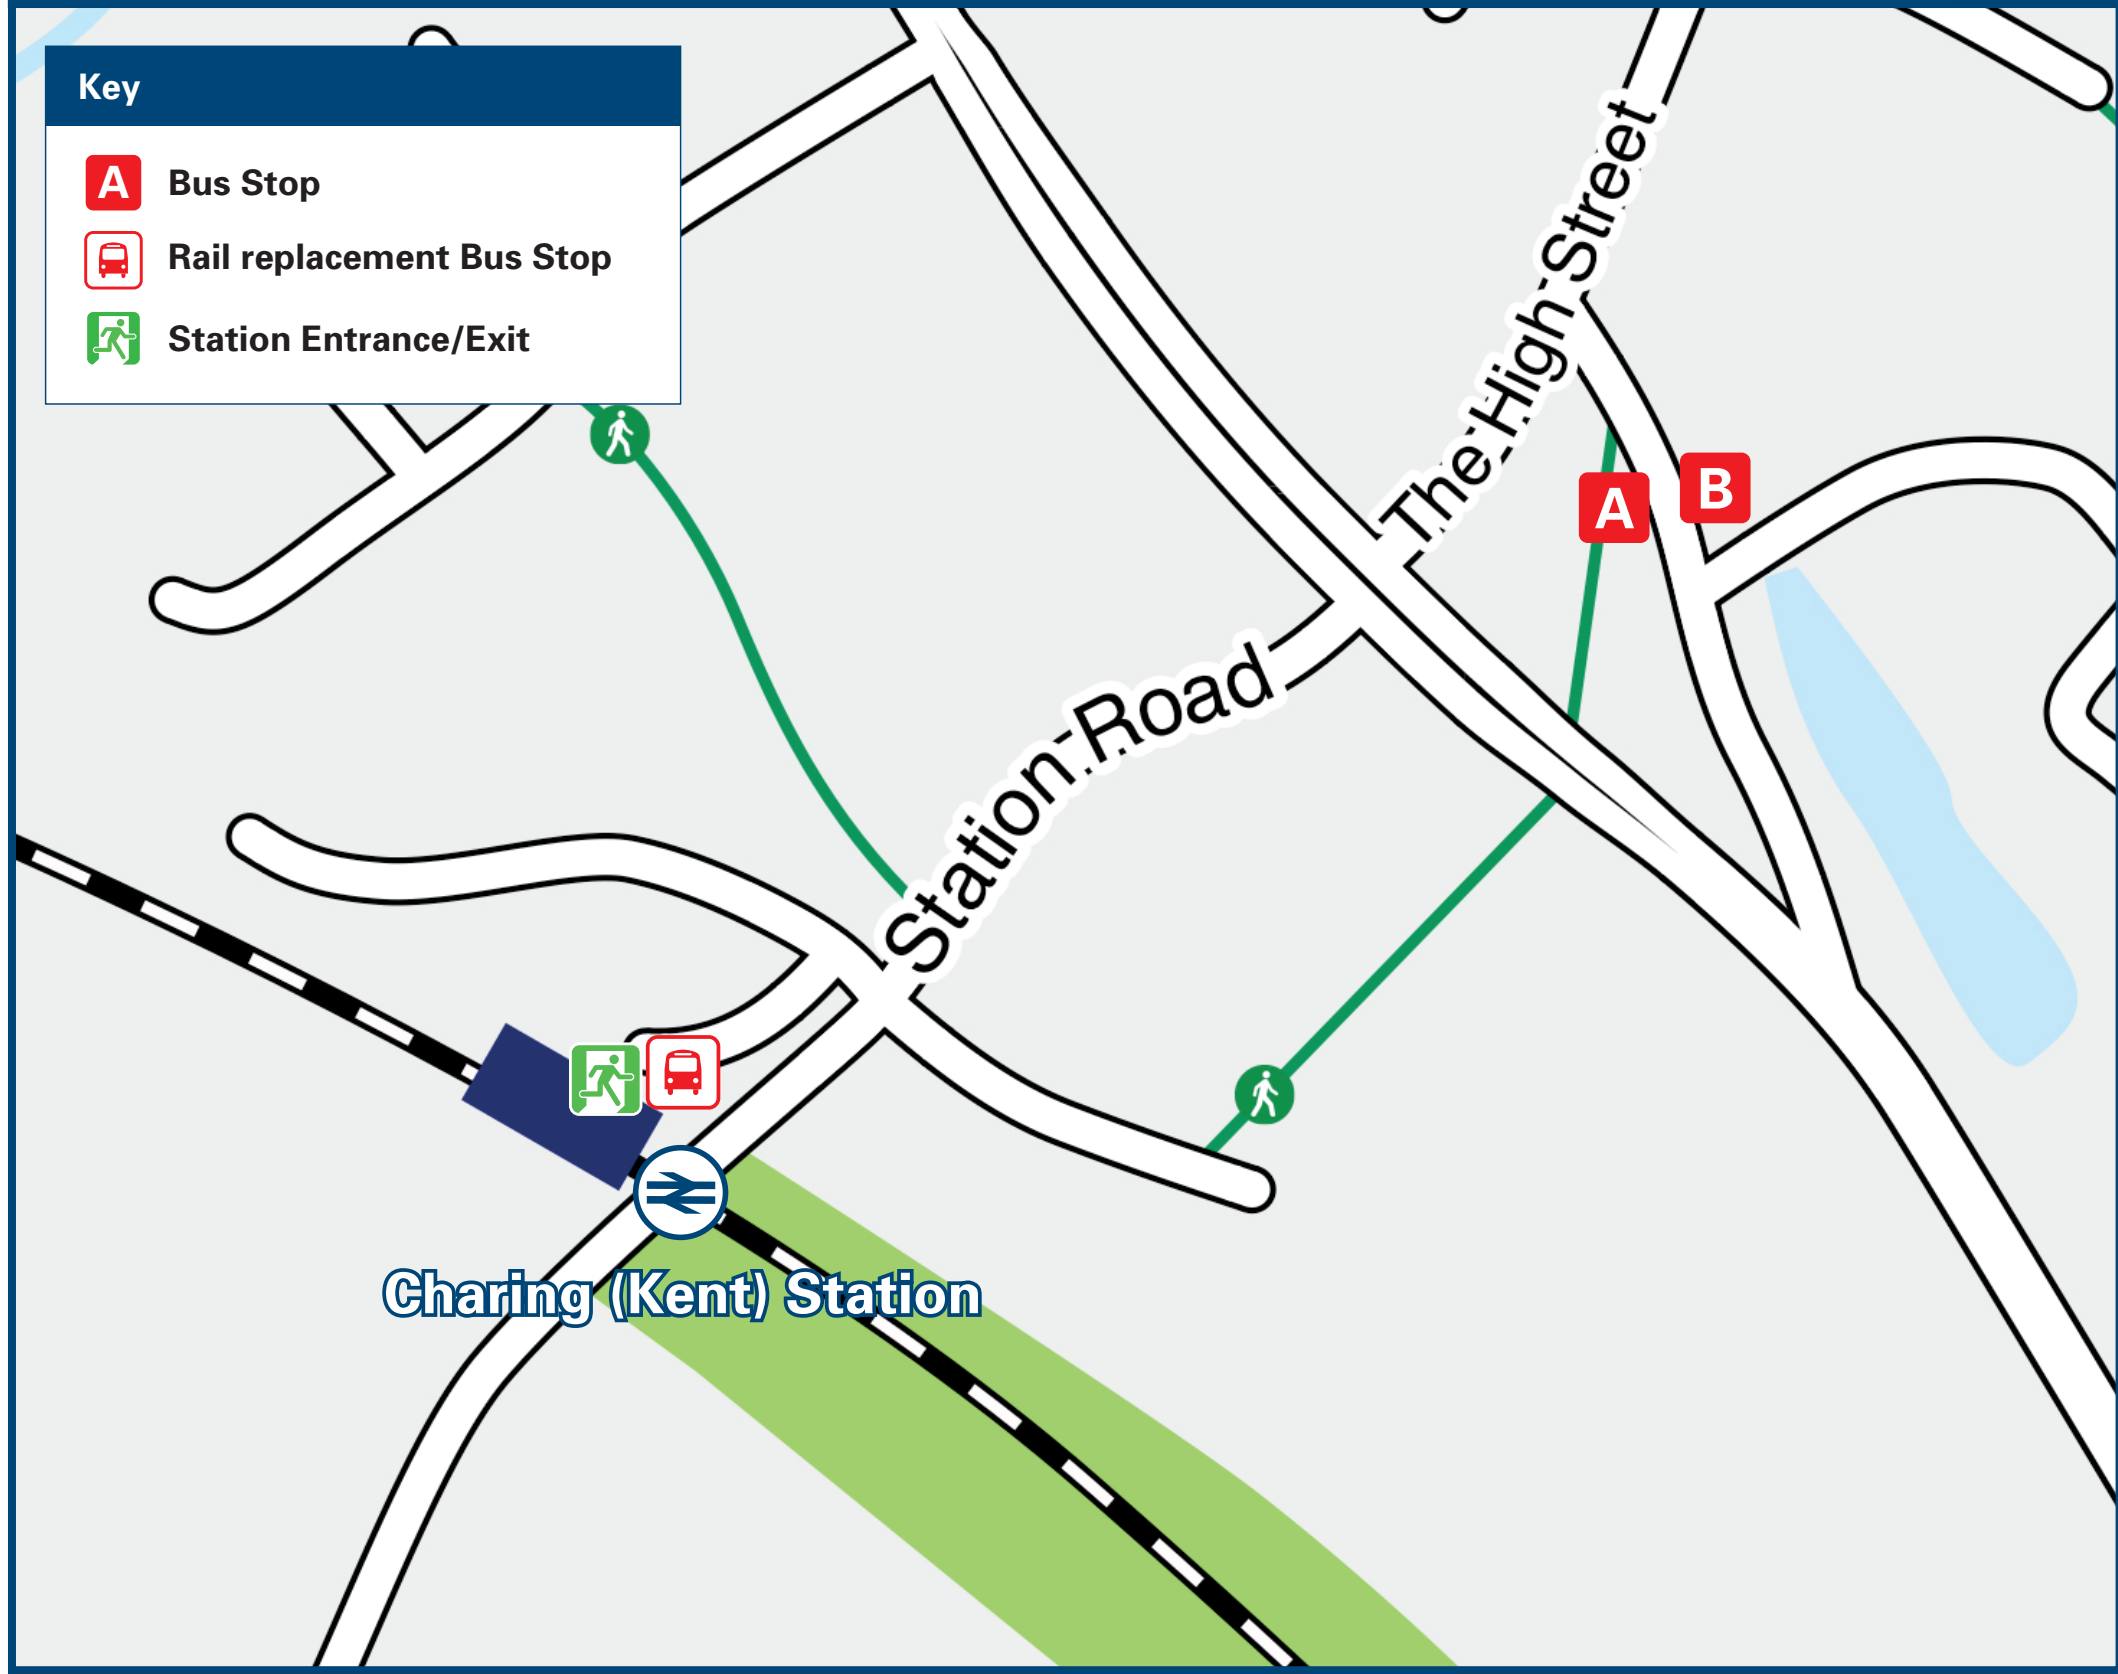 Key
A Bus Stop
Rail replacement Bus Stop
Station Entrance/Exit
The High Street
A
B
Station Road
Charing (Kent) Station